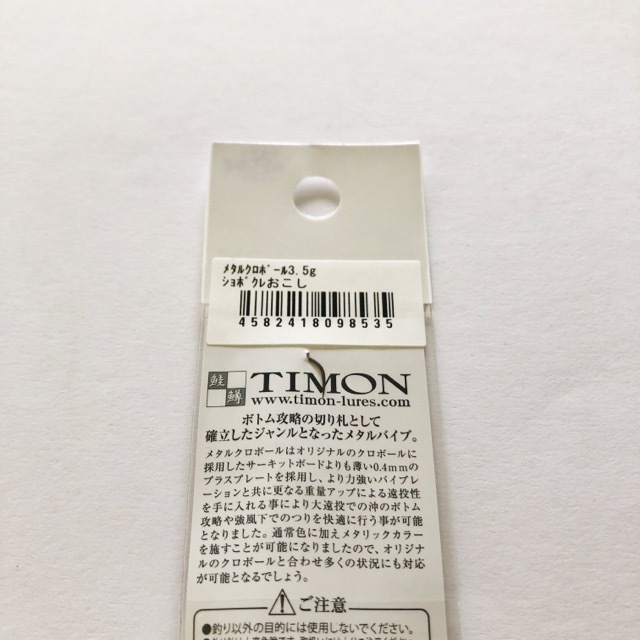 ﾒﾀﾙｸﾛﾎﾞｰﾙ3.5g
ｼｮﾎﾞｸﾚおこし
4582418098535
鮭鱒 TIMON
www.timon-lures.com
ボトム攻略の切り札として
確立したジャンルとなったメタルバイブ。
メタルクロボールはオリジナルのクロボールに
採用したサーキットボードよりも薄い0.4mmの
ブラスプレートを採用し、より力強いバイブレ
ーションと共に更なる重量アップによる遠投性
を手に入れる事により大遠投での沖のボトム
攻略や強風下でのつりを快適に行う事が可能
となりました。通常色に加えメタリックカラー
を施すことが可能になりましたので、オリジナ
ルのクロボールと合わせ多くの状況にも対応
が可能となるでしょう。
ご注意
●釣り以外の目的には使用しないでください。